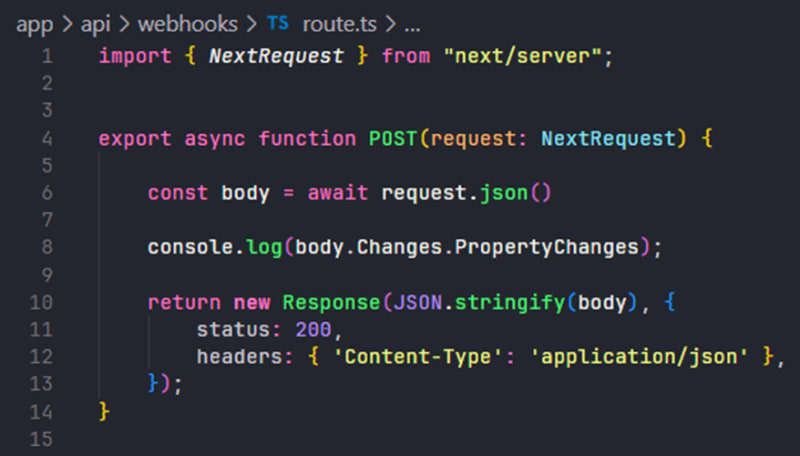 app > api > webhooks > TS route.ts > ...
1 import { NextRequest } from "next/server";
2
3
4 export async function POST(request: NextRequest) {
5
6     const body = await request.json()
7
8     console.log(body.Changes.PropertyChanges);
9
10     return new Response(JSON.stringify(body), {
11         status: 200,
12         headers: { 'Content-Type': 'application/json' },
13     });
14 }
15